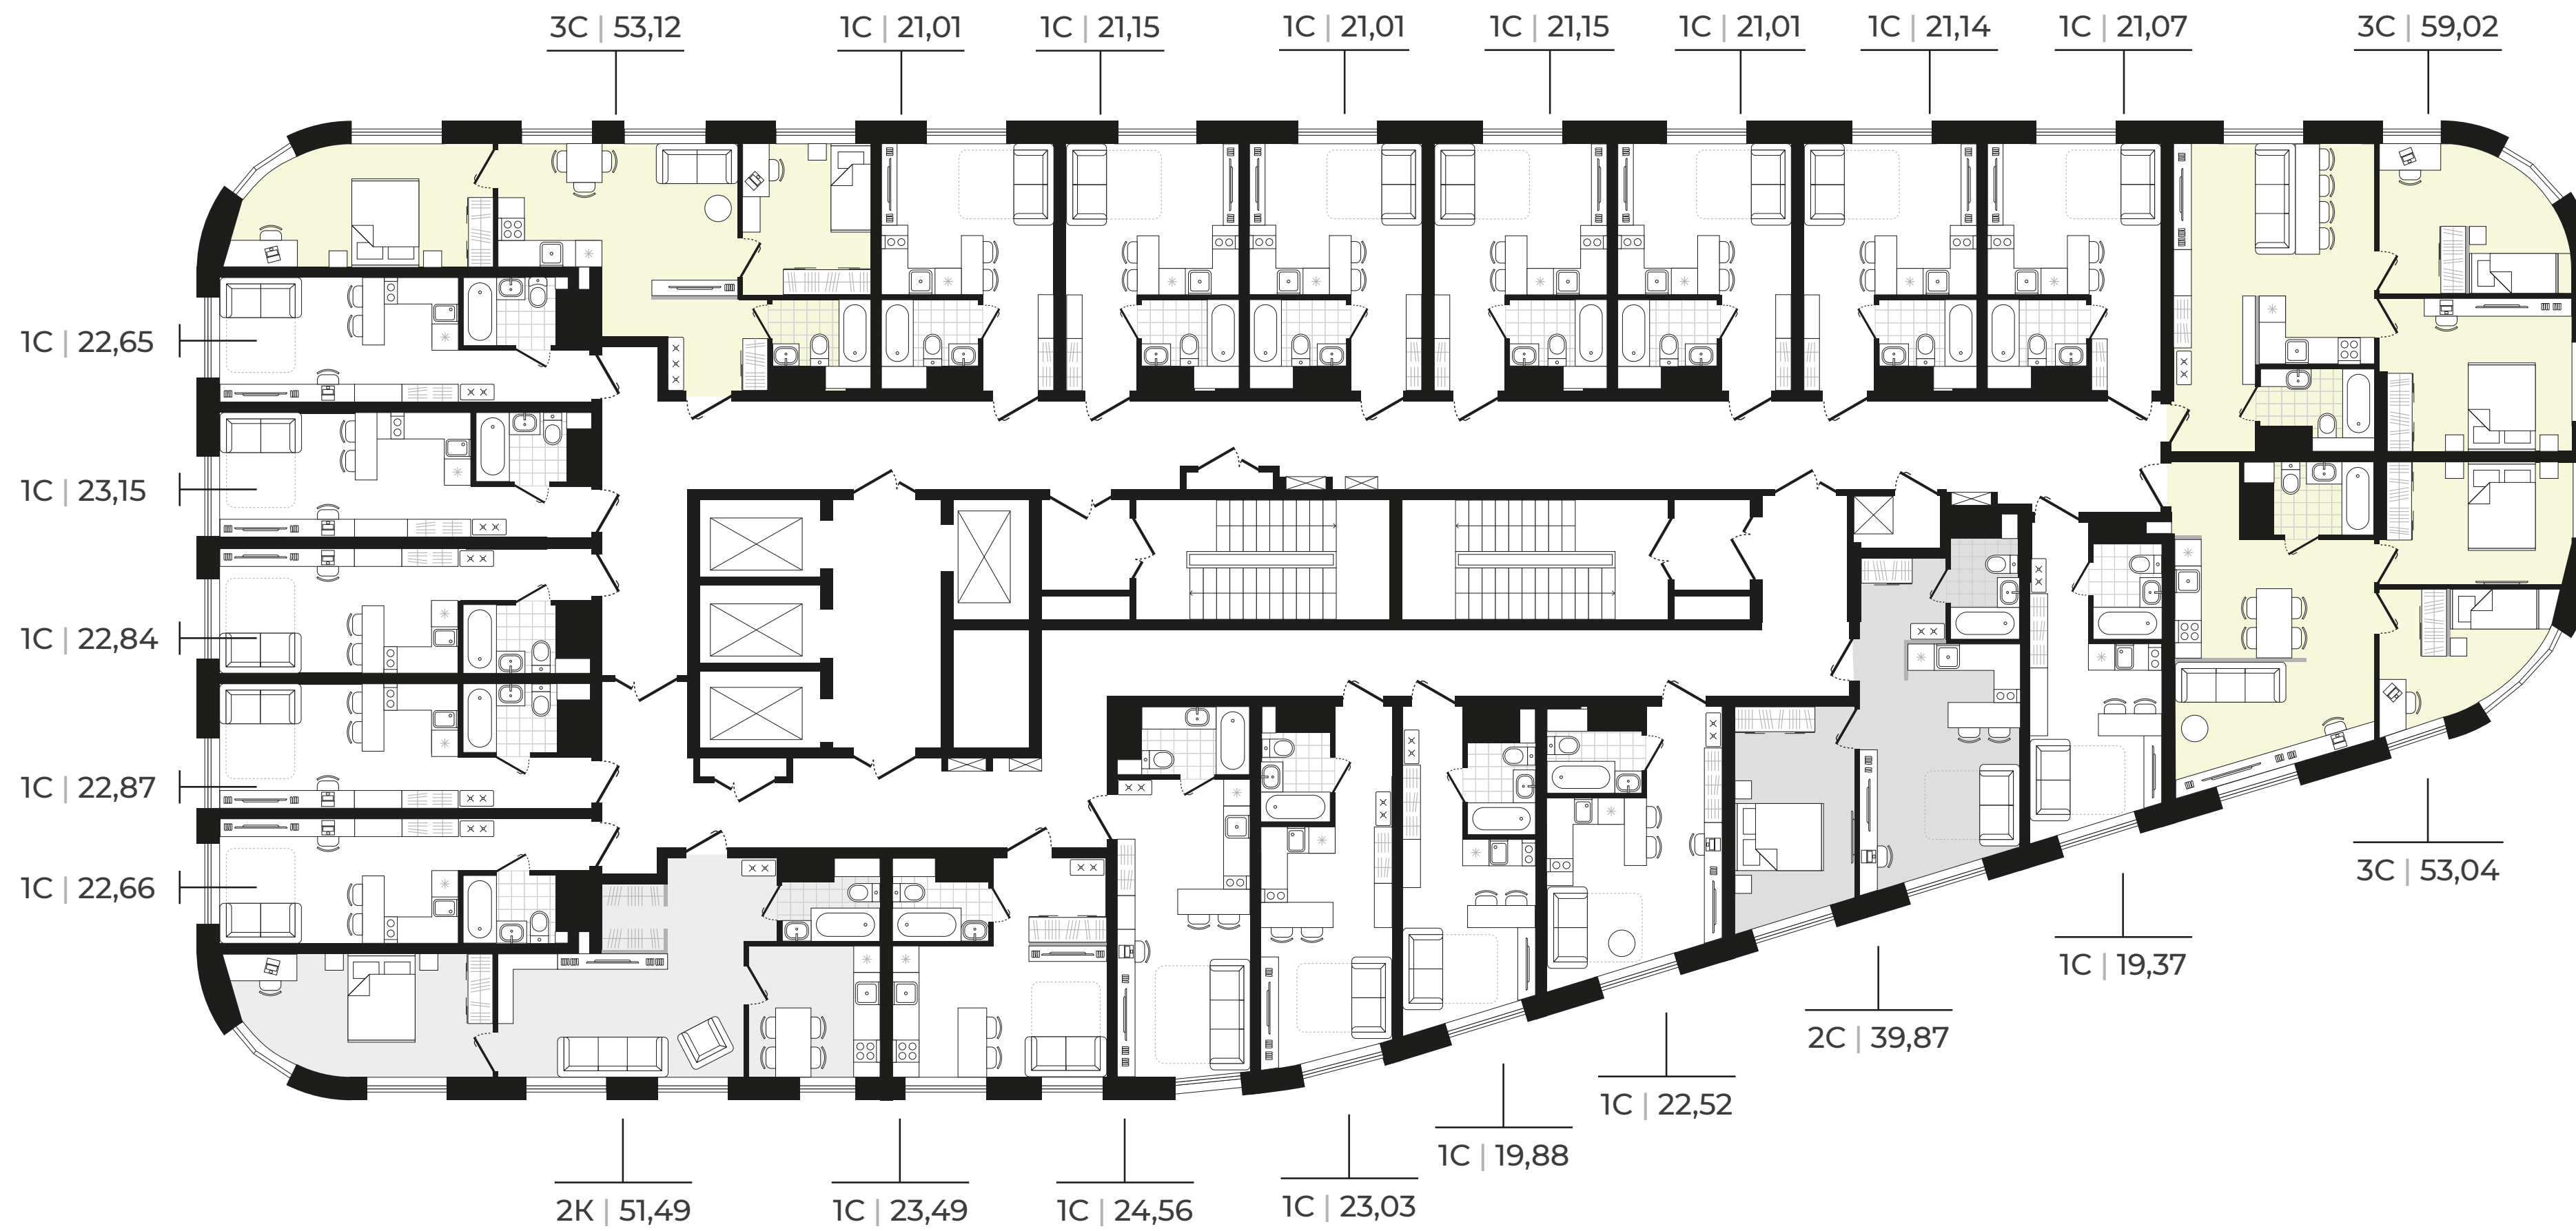 3С | 53,12
1С | 21,01
1С | 21,15
1С | 21,01
1С | 21,15
1С | 21,01
1С | 21,14
1С | 21,07
3С | 59,02
1С | 22,65
1С | 23,15
1С | 22,84
1С | 22,87
1С | 22,66
3С | 53,04
1С | 19,37
2С | 39,87
1С | 22,52
1С | 19,88
1С | 23,03
2К | 51,49
1С | 23,49
1С | 24,56